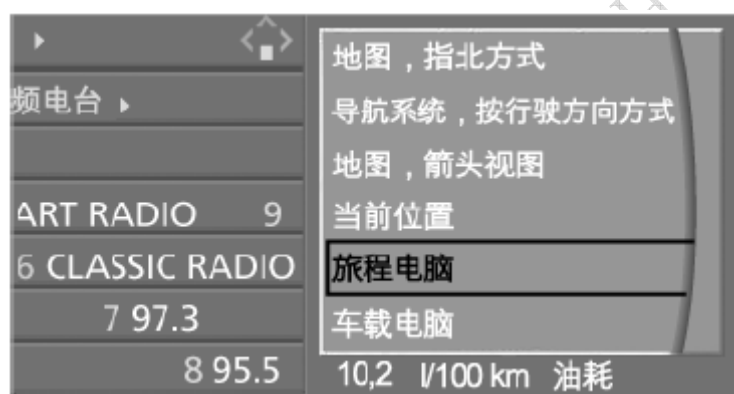 频电台
ART RADIO 9
6 CLASSIC RADIO
7 97.3
8 95.5
地图，指北方式
导航系统，按行驶方向方式
地图，箭头视图
当前位置
旅程电脑
车载电脑
10,2 l/100 km 油耗